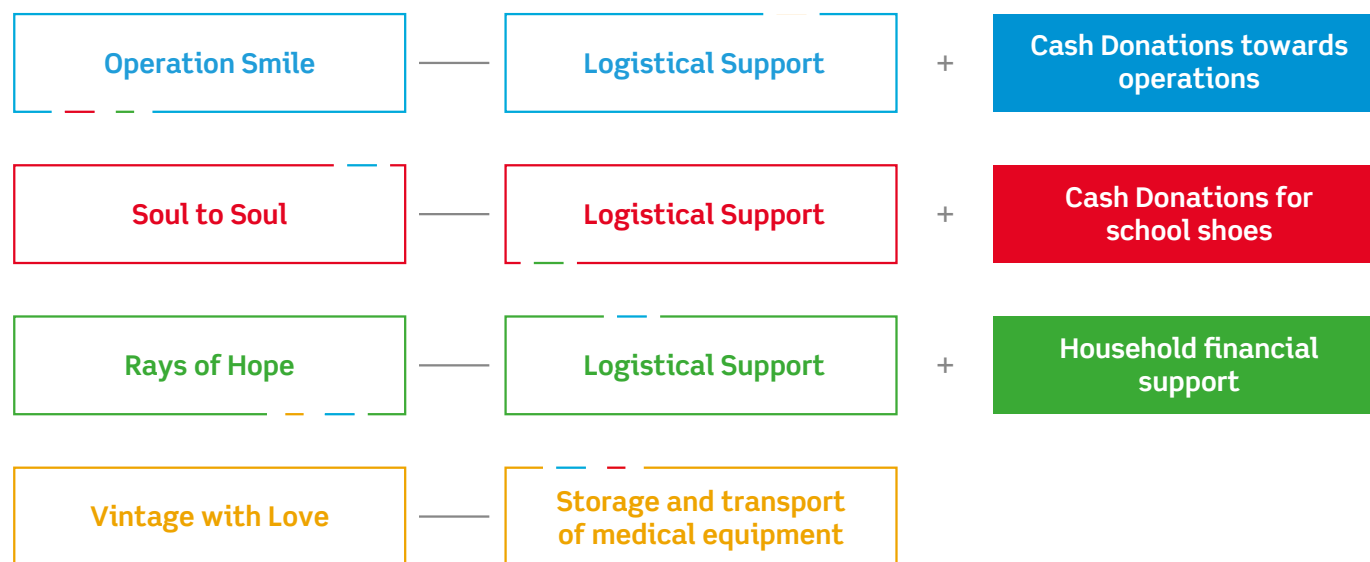 Operation Smile
Logistical Support
+
Cash Donations towards
operations
Soul to Soul
Logistical Support
+
Cash Donations for
school shoes
Rays of Hope
Logistical Support
+
Household financial
support
Vintage with Love
Storage and transport
of medical equipment